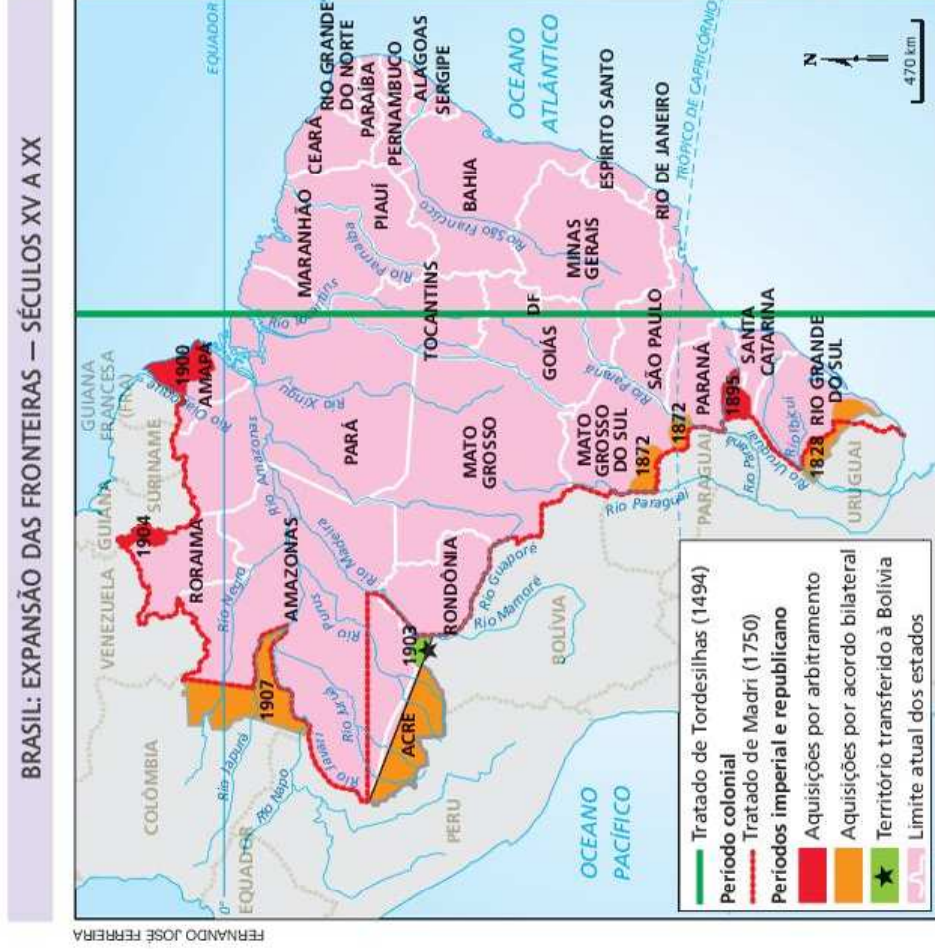 BRASIL: EXPANSÃO DAS FRONTEIRAS – SÉCULOS XV A XX
FERNANDO JOSÉ FERREIRA
EQUADOR
0°
VENEZUELA
GUIANA
SURINAME
GUIANA
FRANCESA
(FRA)
COLÔMBIA
EQUADOR
PERU
BOLÍVIA
PARAGUAI
URUGUAI
OCEANO
PACÍFICO
OCEANO
ATLÂNTICO
TRÓPICO DE CAPRICÓRNIO
1904
1900
AMAPÁ
Rio Oiapoque
RORAIMA
Rio Negro
Rio Amazonas
AMAZONAS
1907
Rio Japurá
Rio Napo
Rio Javari
Rio Juruá
Rio Purus
Rio Madeira
ACRE
1903
RONDÔNIA
Rio Guaporé
Rio Mamoré
PARÁ
Rio Xingu
Rio Tocantins
MARANHÃO
Rio Parnaíba
PIAUÍ
CEARÁ
RIO GRANDE
DO NORTE
PARAÍBA
PERNAMBUCO
ALAGOAS
SERGIPE
BAHIA
Rio São Francisco
TOCANTINS
MATO
GROSSO
GOIÁS
DF
MINAS
GERAIS
ESPÍRITO SANTO
RIO DE JANEIRO
SÃO PAULO
Rio Paraná
MATO
GROSSO
DO SUL
1872
1872
Rio Paraguai
PARANÁ
1895
SANTA
CATARINA
Rio Paraná
Rio Uruguai
Rio Ibicuí
RIO GRANDE
DO SUL
1828
N
470 km
Tratado de Tordesilhas (1494)
Período colonial
Tratado de Madri (1750)
Períodos imperial e republicano
Aquisições por arbitramento
Aquisições por acordo bilateral
Território transferido à Bolívia
Limite atual dos estados